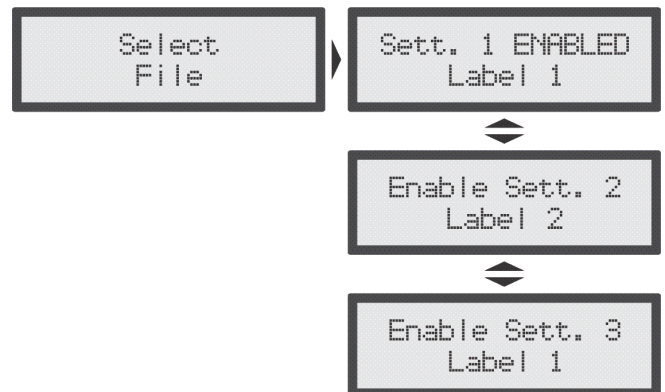 Select
File
Sett. 1 ENABLED
Label 1
Enable Sett. 2
Label 2
Enable Sett. 3
Label 1